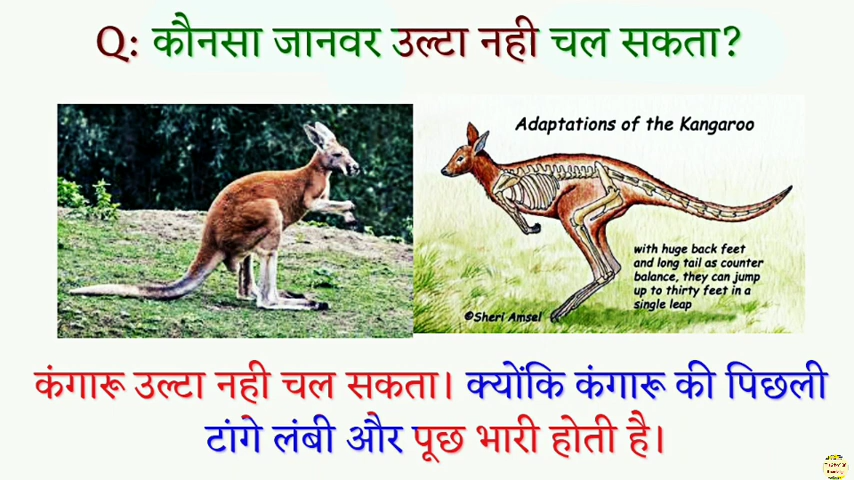 Q: कौनसा जानवर उल्टा नही चल सकता?
Adaptations of the Kangaroo
with huge back feet
and long tail as counter
balance, they can jump
up to thirty feet in a
single leap
©Sheri Amsel
कंगारू उल्टा नही चल सकता। क्योंकि कंगारू की पिछली
टांगे लंबी और पूछ भारी होती है।